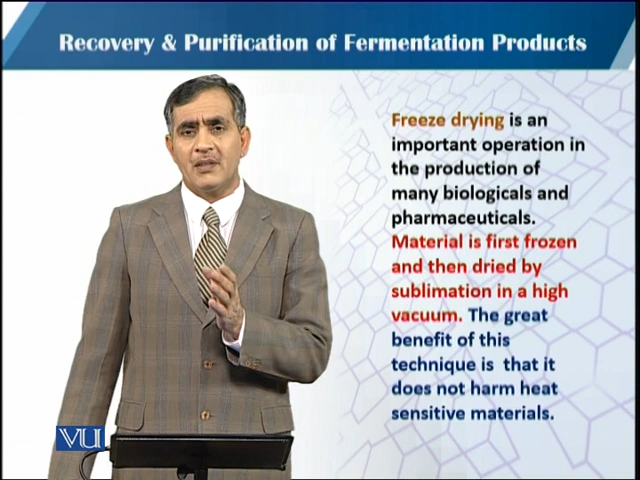 Recovery & Purification of Fermentation Products
Freeze drying is an
important operation in
the production of
many biologicals and
pharmaceuticals.
Material is first frozen
and then dried by
sublimation in a high
vacuum. The great
benefit of this
technique is  that it
does not harm heat
sensitive materials.
VU